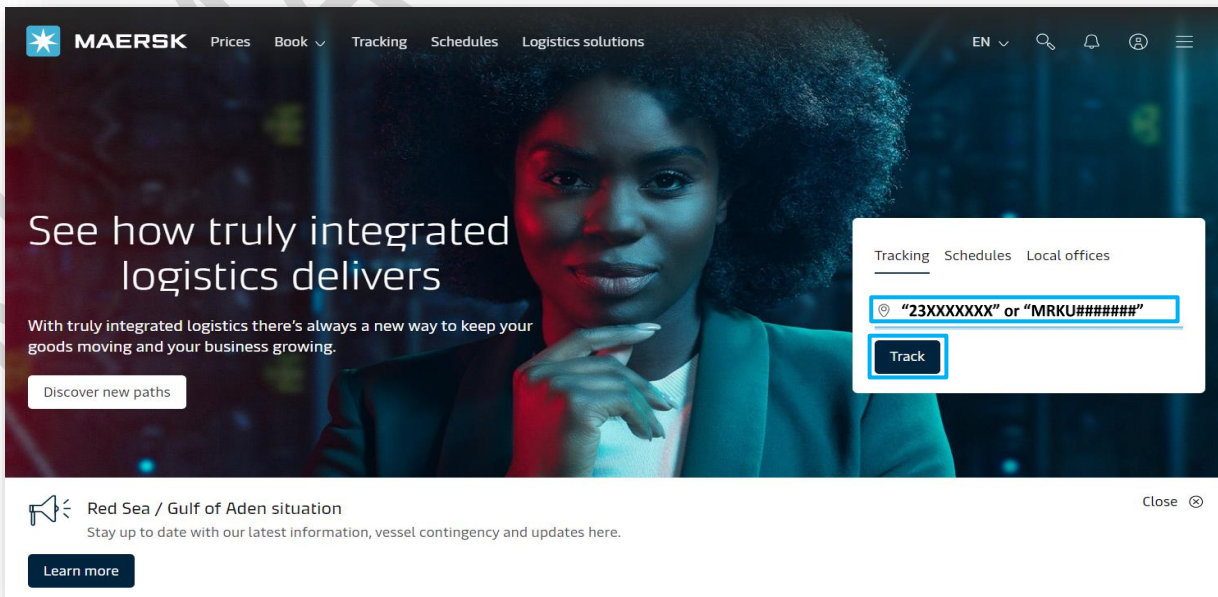 MAERSK Prices Book Tracking Schedules Logistics solutions EN
See how truly integrated
logistics delivers
With truly integrated logistics there's always a new way to keep your
goods moving and your business growing.
Discover new paths
Tracking Schedules Local offices
“23XXXXXXX” or “MRKU#######”
Track
Red Sea / Gulf of Aden situation
Close
Stay up to date with our latest information, vessel contingency and updates here.
Learn more